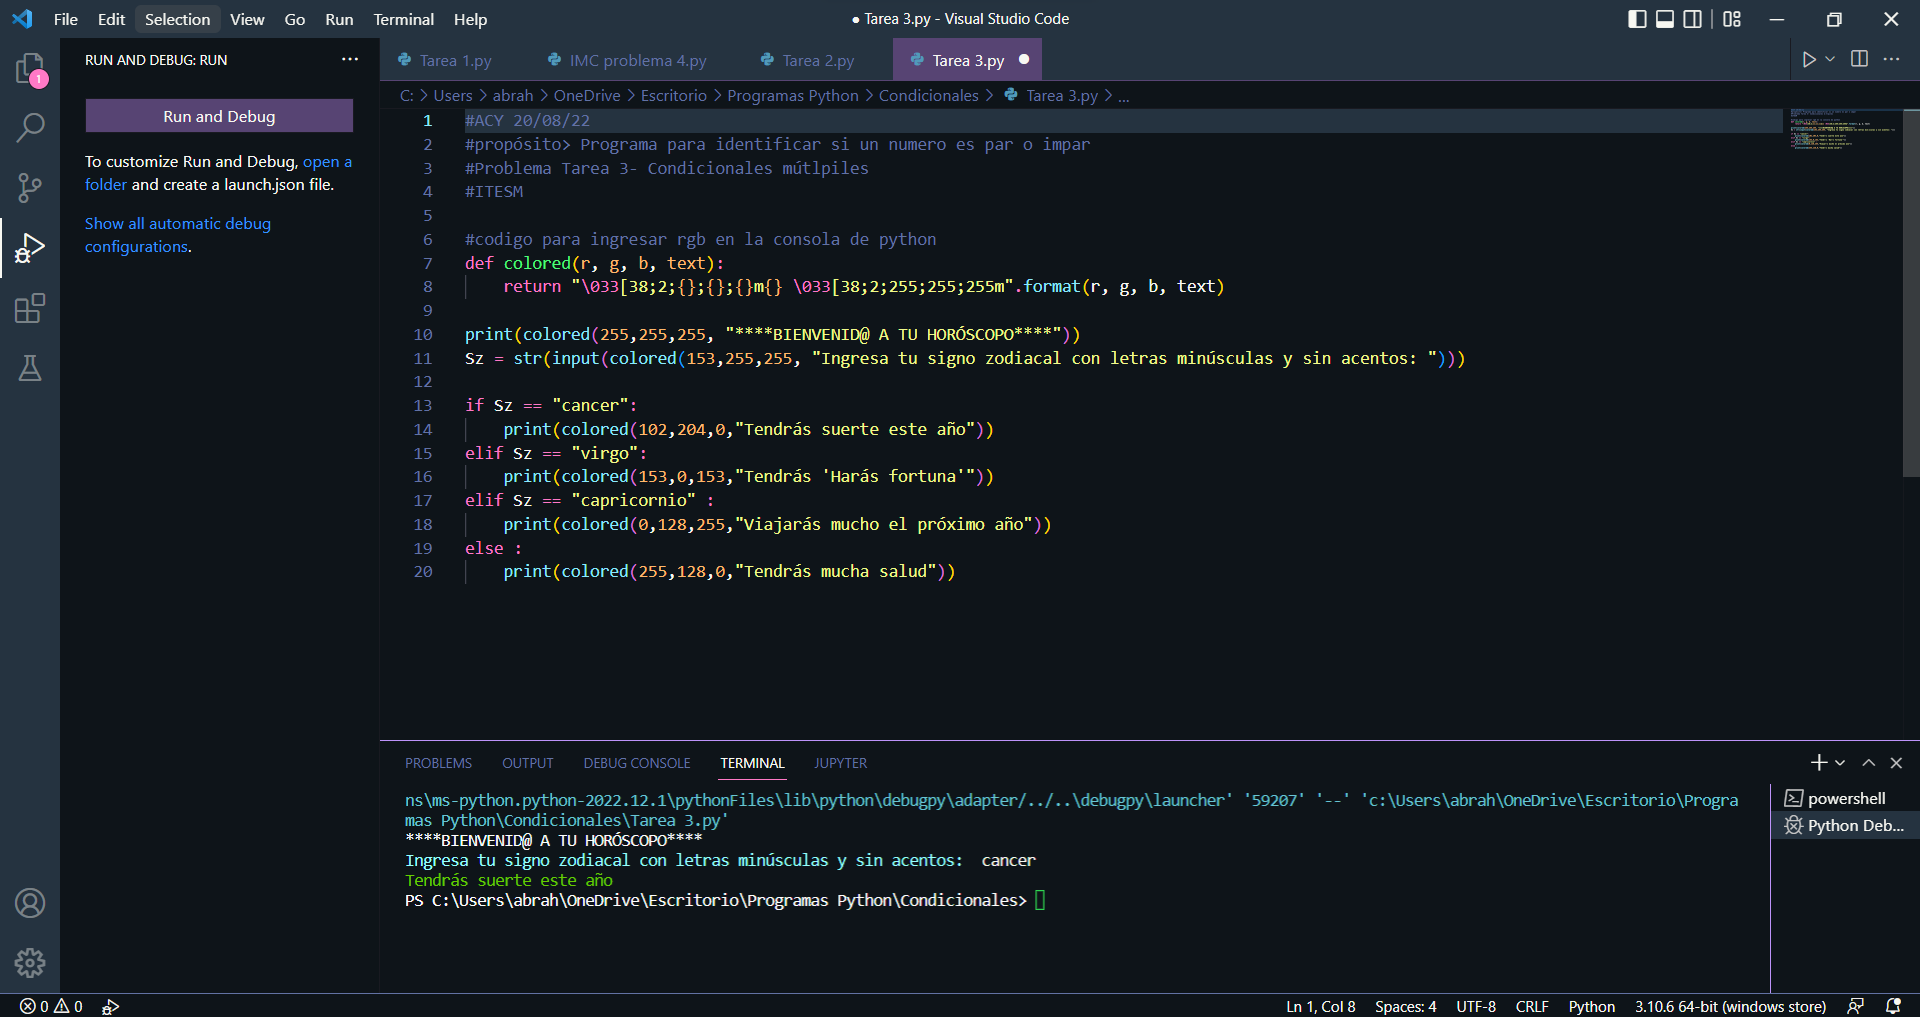 File Edit Selection View Go Run Terminal Help
● Tarea 3.py - Visual Studio Code
RUN AND DEBUG: RUN ...
Run and Debug
To customize Run and Debug, open a
folder and create a launch.json file.
Show all automatic debug
configurations.
1
Tarea 1.py IMC problema 4.py Tarea 2.py Tarea 3.py ●
C: > Users > abrah > OneDrive > Escritorio > Programas Python > Condicionales > Tarea 3.py > ...
1 #ACY 20/08/22
2 #propósito> Programa para identificar si un numero es par o impar
3 #Problema Tarea 3- Condicionales mútlpiles
4 #ITESM
5
6 #codigo para ingresar rgb en la consola de python
7 def colored(r, g, b, text):
8     return "\033[38;2;{};{};{}m{} \033[38;2;255;255;255m".format(r, g, b, text)
9
10 print(colored(255,255,255, "****BIENVENID@ A TU HORÓSCOPO****"))
11 Sz = str(input(colored(153,255,255, "Ingresa tu signo zodiacal con letras minúsculas y sin acentos: ")))
12
13 if Sz == "cancer":
14     print(colored(102,204,0,"Tendrás suerte este año"))
15 elif Sz == "virgo":
16     print(colored(153,0,153,"Tendrás 'Harás fortuna'"))
17 elif Sz == "capricornio" :
18     print(colored(0,128,255,"Viajarás mucho el próximo año"))
19 else :
20     print(colored(255,128,0,"Tendrás mucha salud"))
PROBLEMS OUTPUT DEBUG CONSOLE TERMINAL JUPYTER
ns\ms-python.python-2022.12.1\pythonFiles\lib\python\debugpy\adapter/../..\debugpy\launcher' '59207' '--' 'c:\Users\abrah\OneDrive\Escritorio\Progra
mas Python\Condicionales\Tarea 3.py'
****BIENVENID@ A TU HORÓSCOPO****
Ingresa tu signo zodiacal con letras minúsculas y sin acentos:  cancer
Tendrás suerte este año
PS C:\Users\abrah\OneDrive\Escritorio\Programas Python\Condicionales>
powershell
Python Deb...
0 0
Ln 1, Col 8 Spaces: 4 UTF-8 CRLF Python 3.10.6 64-bit (windows store)